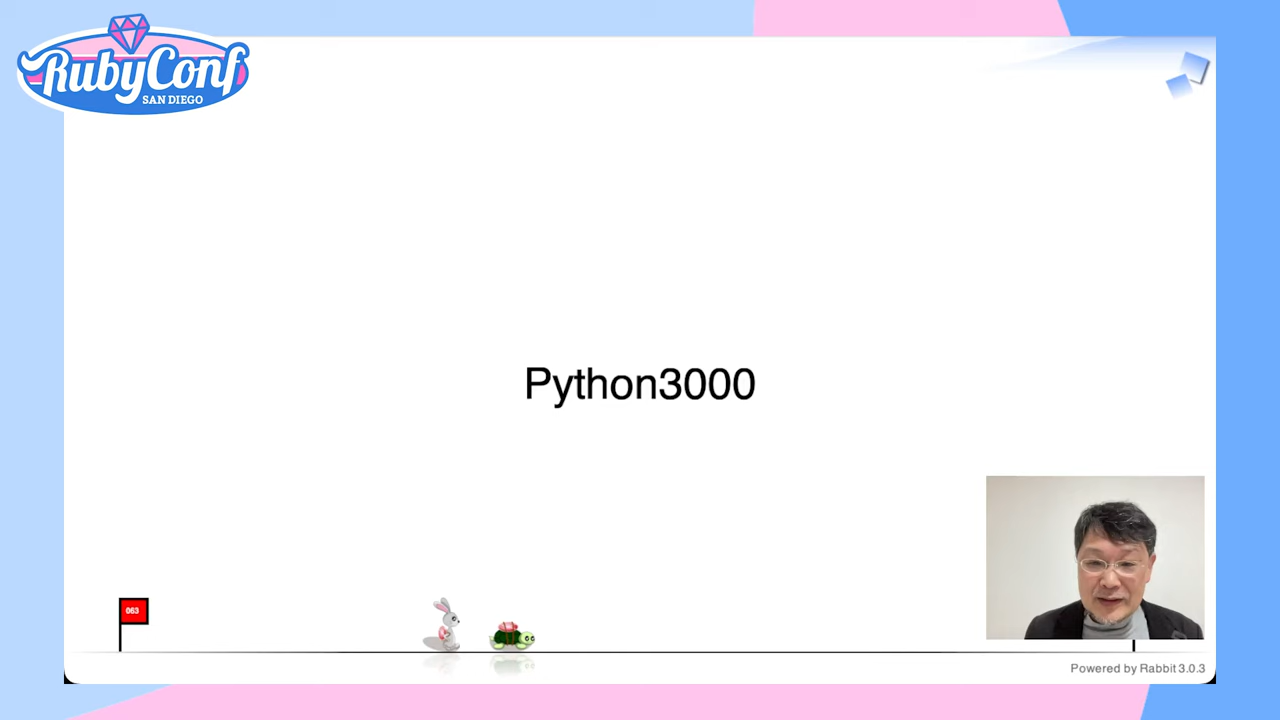 RubyConf
SAN DIEGO
Python3000
063
Powered by Rabbit 3.0.3